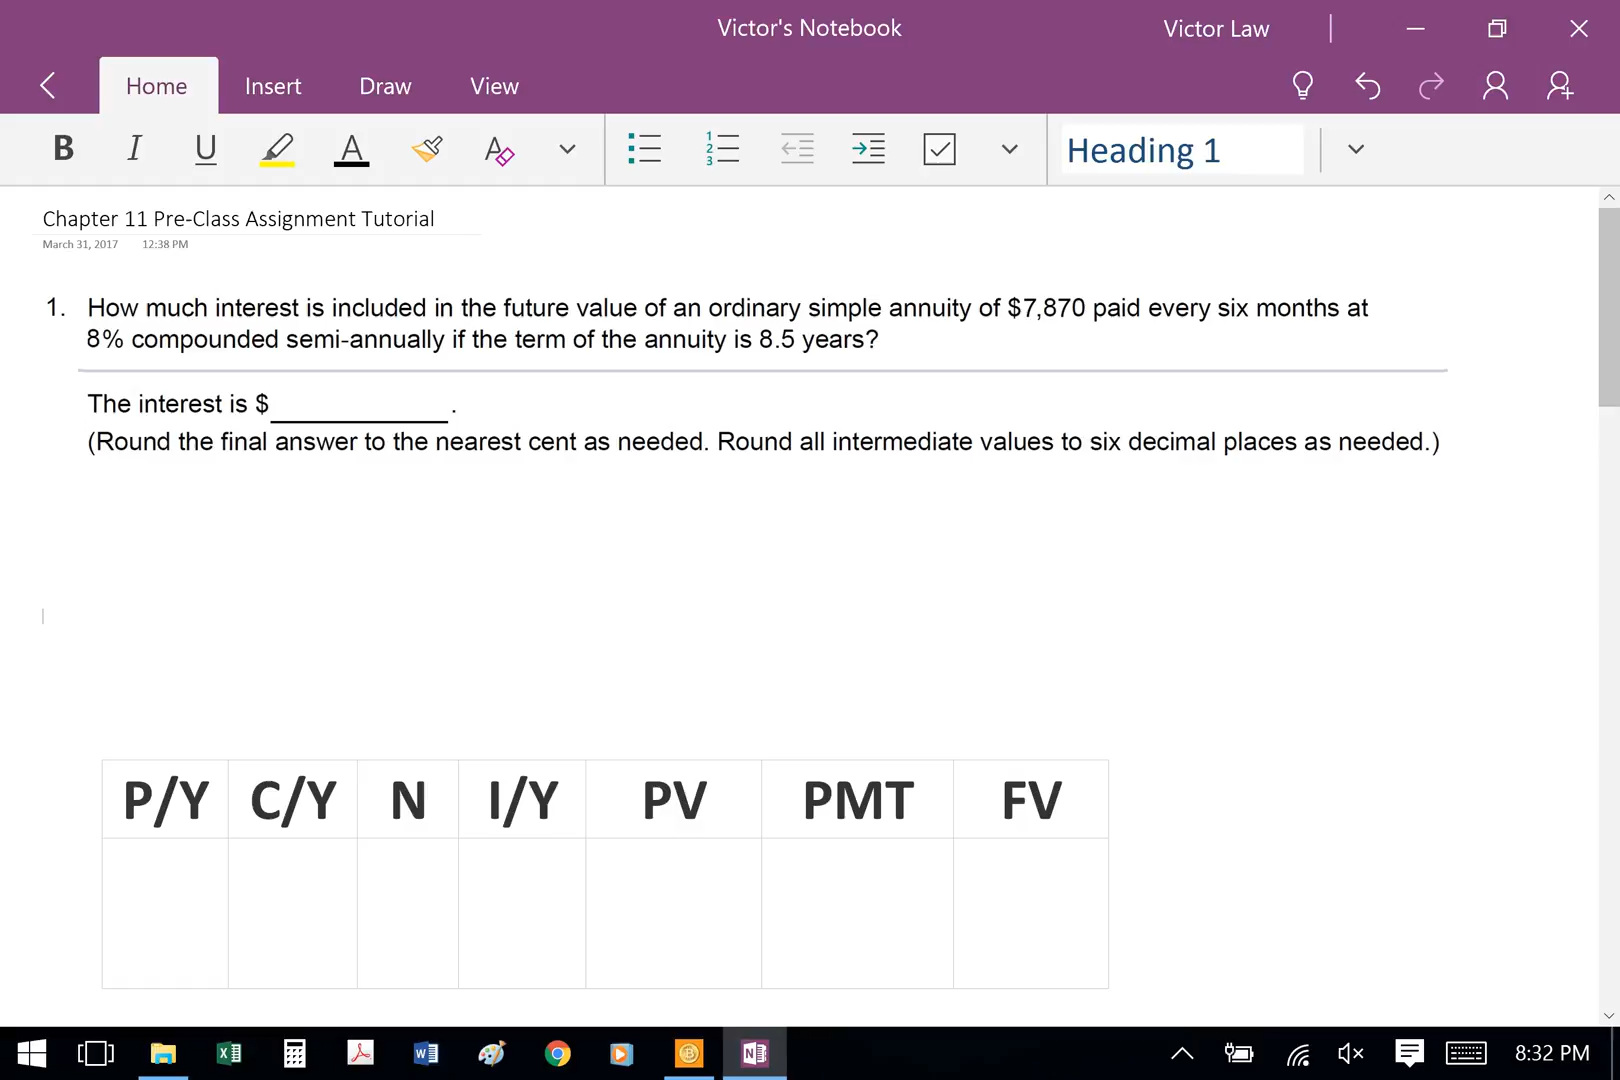 Victor's Notebook
Victor Law
Home Insert Draw View
B I U A A 1 2 3 Heading 1
Chapter 11 Pre-Class Assignment Tutorial
March 31, 2017 12:38 PM
1. How much interest is included in the future value of an ordinary simple annuity of $7,870 paid every six months at
8% compounded semi-annually if the term of the annuity is 8.5 years?
The interest is $ .
(Round the final answer to the nearest cent as needed. Round all intermediate values to six decimal places as needed.)
P/Y C/Y N I/Y PV PMT FV
8:32 PM